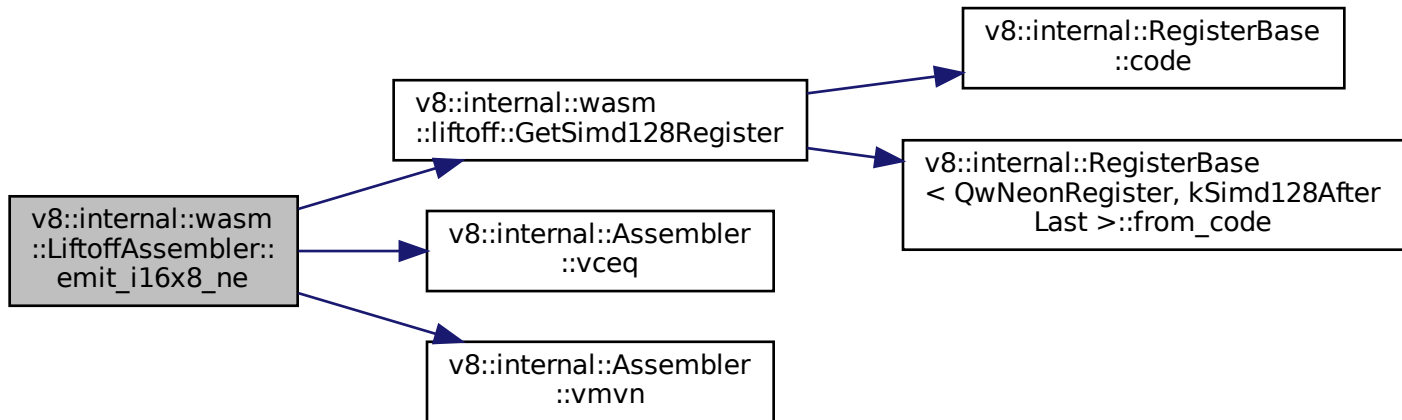 v8::internal::wasm
::LiftoffAssembler::
emit_i16x8_ne
v8::internal::wasm
::liftoff::GetSimd128Register
v8::internal::RegisterBase
::code
v8::internal::RegisterBase
< QwNeonRegister, kSimd128After
Last >::from_code
v8::internal::Assembler
::vceq
v8::internal::Assembler
::vmvn